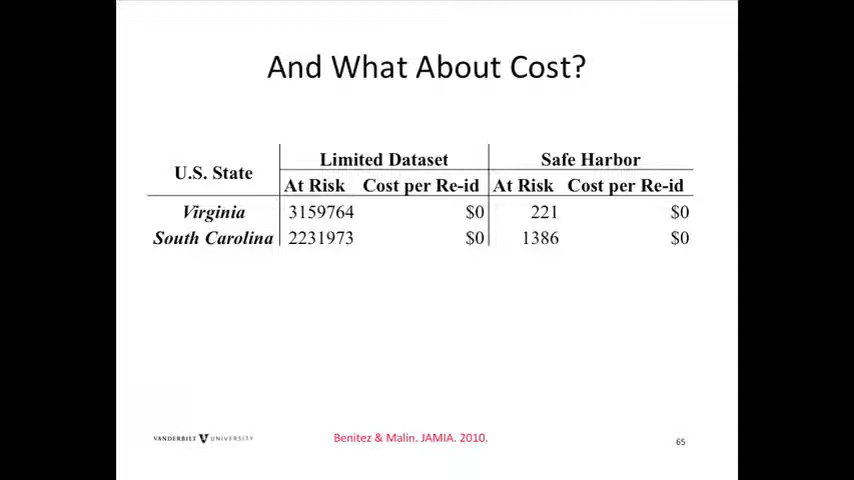 And What About Cost?
U.S. State Limited Dataset Safe Harbor
At Risk Cost per Re-id At Risk Cost per Re-id
Virginia 3159764 $0 221 $0
South Carolina 2231973 $0 1386 $0
VANDERBILT V UNIVERSITY Benitez & Malin. JAMIA. 2010. 65